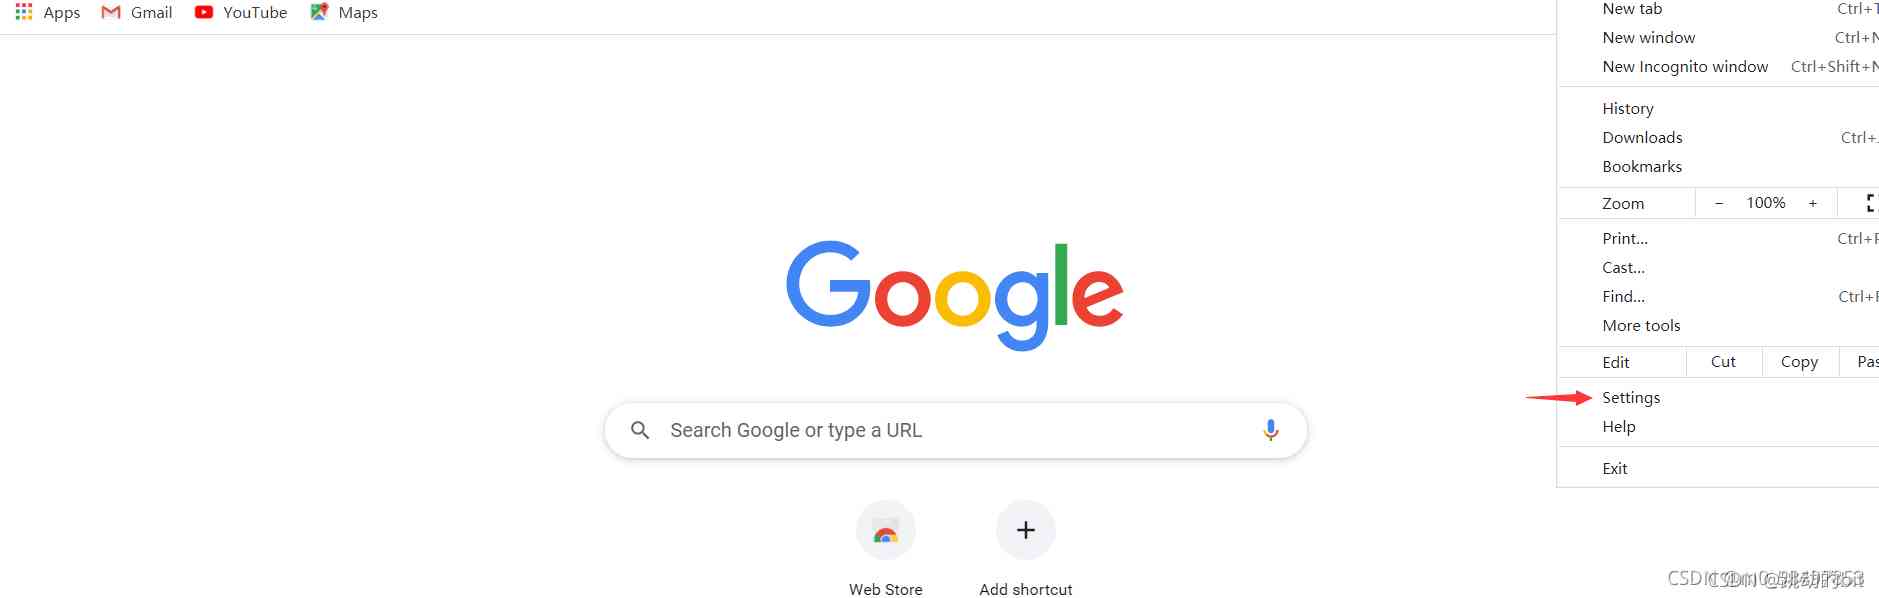 Apps Gmail YouTube Maps
New tab Ctrl+T
New window Ctrl+N
New Incognito window Ctrl+Shift+N
History
Downloads Ctrl+
Bookmarks
Zoom − 100% +
Print... Ctrl+P
Cast...
Find... Ctrl+F
More tools
Edit Cut Copy Pas
Settings
Help
Exit
Google
Search Google or type a URL
Web Store Add shortcut
CSDN